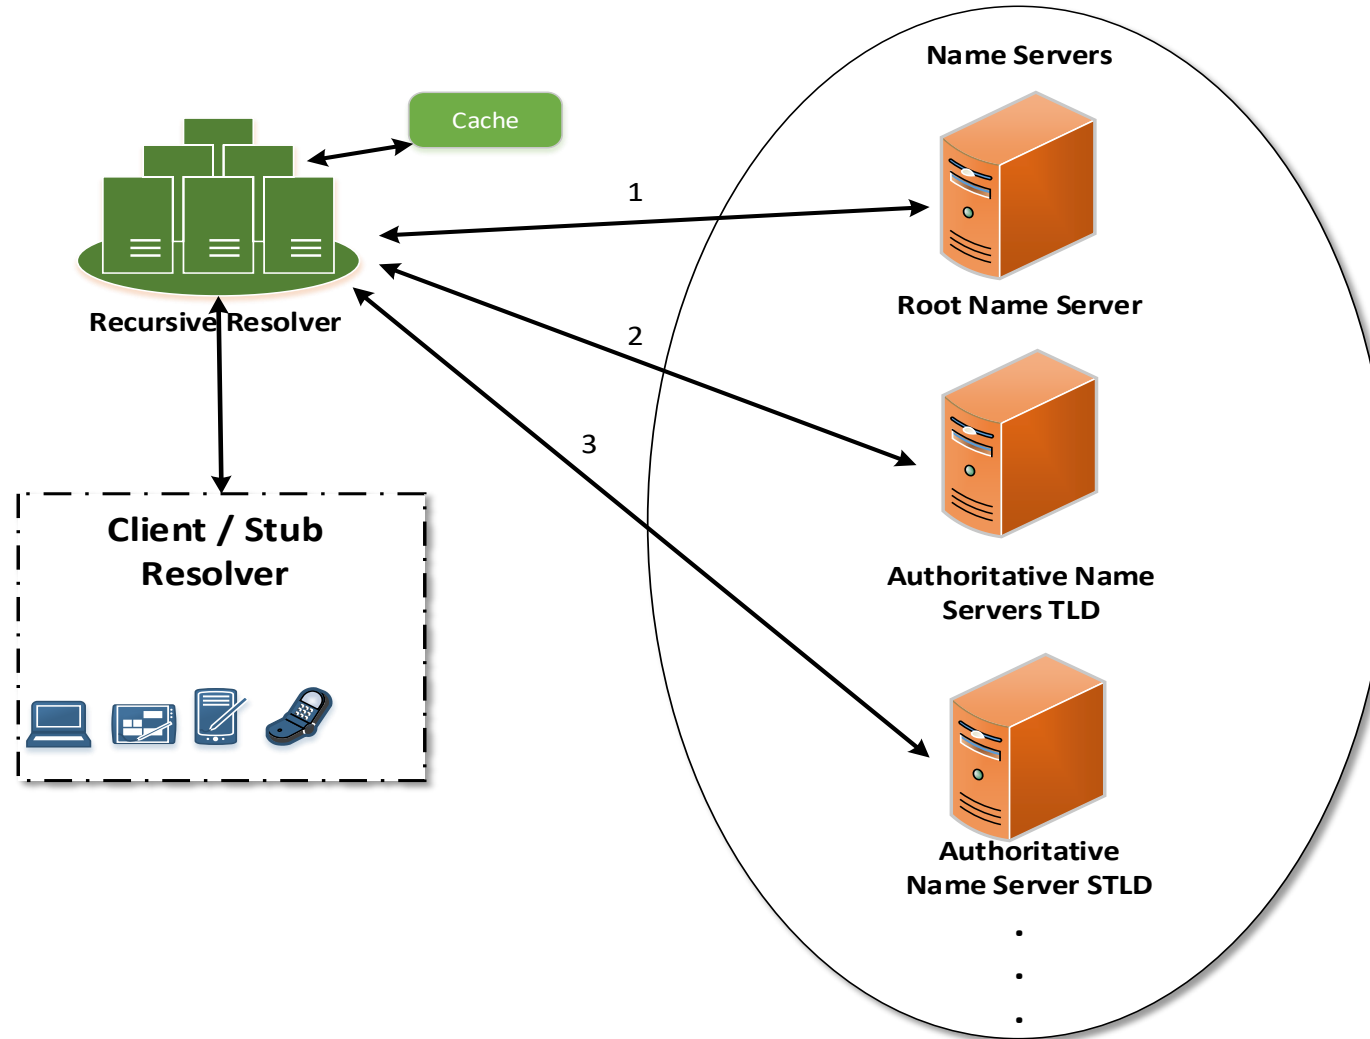 Name Servers
Cache
1
Root Name Server
Recursive Resolver
2
3
Client / Stub
Resolver
Authoritative Name
Servers TLD
Authoritative
Name Server STLD
.
.
.